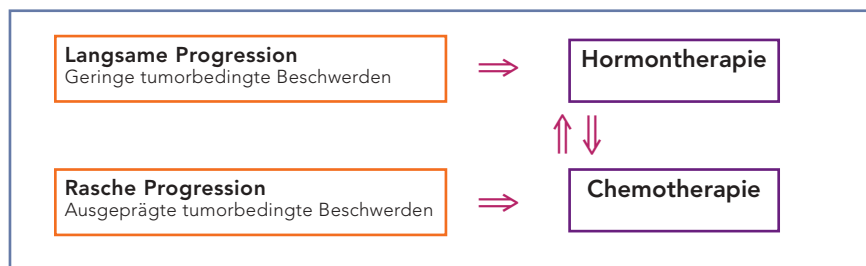 Langsame Progression
Geringe tumorbedingte Beschwerden
Hormontherapie
Rasche Progression
Ausgeprägte tumorbedingte Beschwerden
Chemotherapie